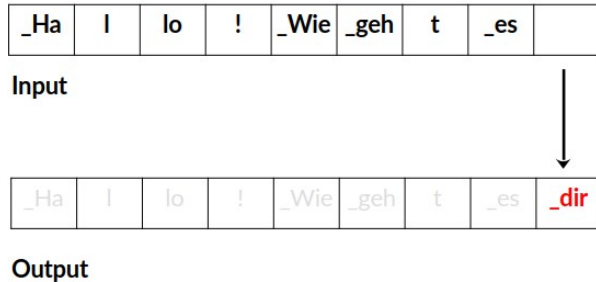 _Ha l lo ! _Wie _geh t _es
Input
_Ha l lo ! _Wie _geh t _es _dir
Output